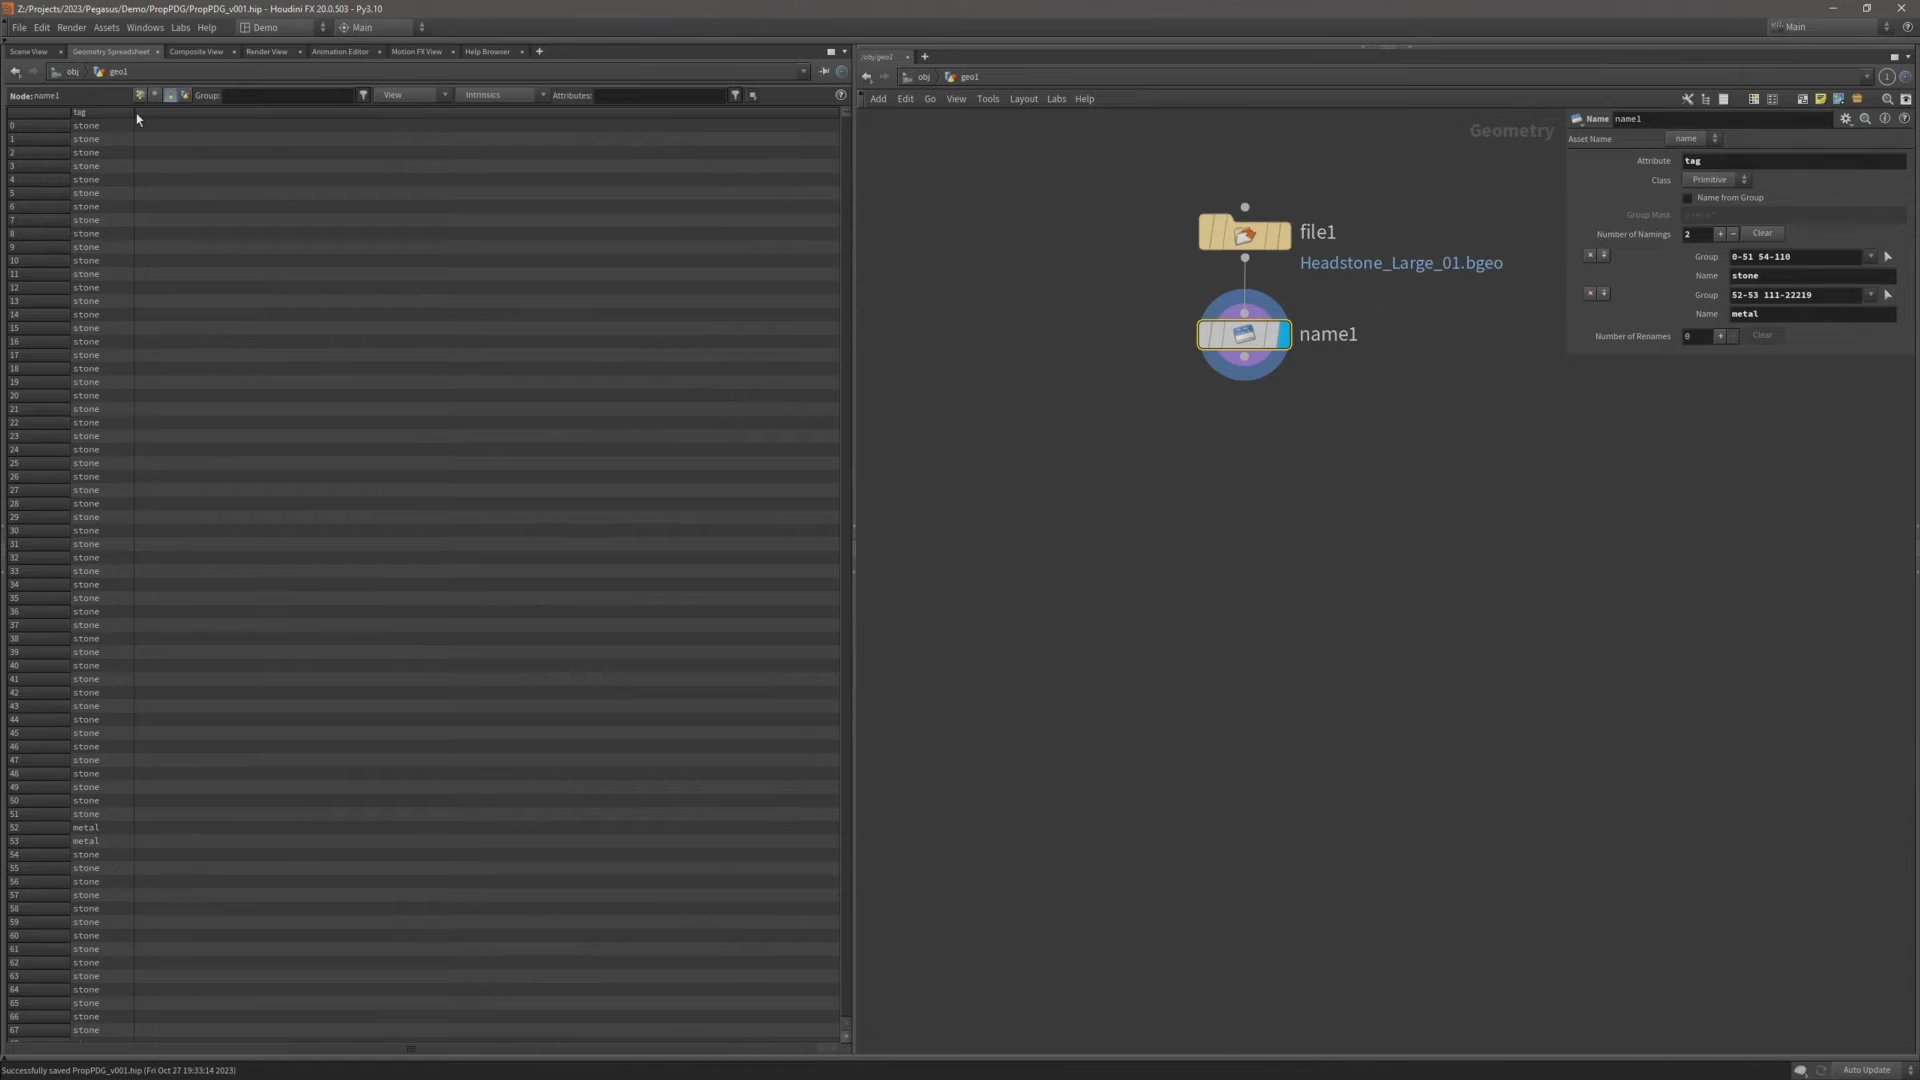 Z:/Projects/2023/Pegasus/Demo/PropPDG/PropPDG_v001.hip - Houdini FX 20.0.503 - Py3.10
File Edit Render Assets Windows Labs Help Demo Main Main
Scene View Geometry Spreadsheet Composite View Render View Animation Editor Motion FX View Help Browser
obj geo1
Node: name1 Group: View Intrinsics Attributes:
tag
0 stone
1 stone
2 stone
3 stone
4 stone
5 stone
6 stone
7 stone
8 stone
9 stone
10 stone
11 stone
12 stone
13 stone
14 stone
15 stone
16 stone
17 stone
18 stone
19 stone
20 stone
21 stone
22 stone
23 stone
24 stone
25 stone
26 stone
27 stone
28 stone
29 stone
30 stone
31 stone
32 stone
33 stone
34 stone
35 stone
36 stone
37 stone
38 stone
39 stone
40 stone
41 stone
42 stone
43 stone
44 stone
45 stone
46 stone
47 stone
48 stone
49 stone
50 stone
51 stone
52 metal
53 metal
54 stone
55 stone
56 stone
57 stone
58 stone
59 stone
60 stone
61 stone
62 stone
63 stone
64 stone
65 stone
66 stone
67 stone
/obj/geo1
obj geo1 1
Add Edit Go View Tools Layout Labs Help
Geometry
file1
Headstone_Large_01.bgeo
name1
Name name1
Asset Name name
Attribute tag
Class Primitive
Name from Group
Group Mask piece*
Number of Namings 2 + − Clear
Group 0-51 54-110
Name stone
Group 52-53 111-22219
Name metal
Number of Renames 0 + Clear
Successfully saved PropPDG_v001.hip (Fri Oct 27 19:33:14 2023)
Auto Update